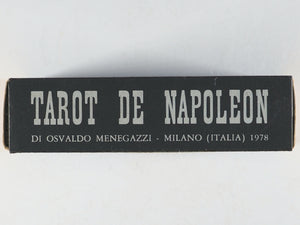 TAROT DE NAPOLEON
DI OSVALDO MENEGAZZI - MILANO (ITALIA) 1978